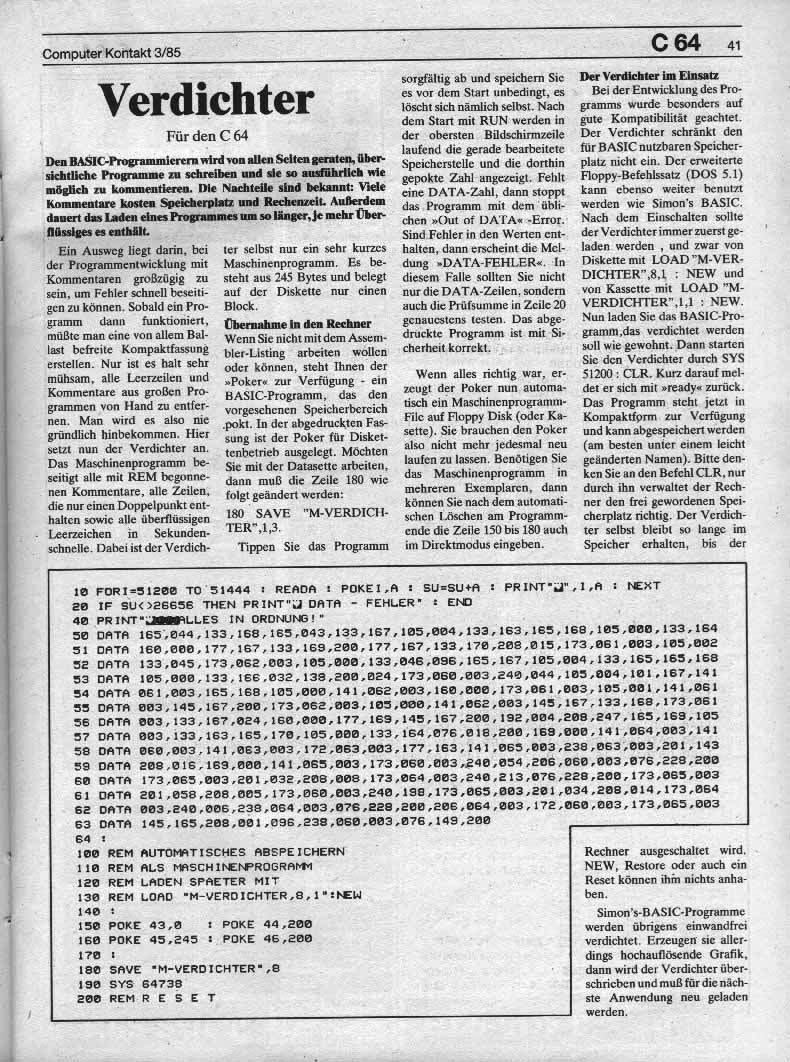 Computer Kontakt 3/85
C 64 41
Verdichter
Für den C 64
Den BASIC-Programmierern wird von allen Seiten geraten, über-
sichtliche Programme zu schreiben und sie so ausführlich wie
möglich zu kommentieren. Die Nachteile sind bekannt: Viele
Kommentare kosten Speicherplatz und Rechenzeit. Außerdem
dauert das Laden eines Programmes um so länger, je mehr Über-
flüssiges es enthält.
Ein Ausweg liegt darin, bei
der Programmentwicklung mit
Kommentaren großzügig zu
sein, um Fehler schnell beseiti-
gen zu können. Sobald ein Pro-
gramm dann funktioniert,
müßte man eine von allem Bal-
last befreite Kompaktfassung
erstellen. Nur ist es halt sehr
mühsam, alle Leerzeilen und
Kommentare aus großen Pro-
grammen von Hand zu entfer-
nen. Man wird es also nie
gründlich hinbekommen. Hier
setzt nun der Verdichter an.
Das Maschinenprogramm be-
seitigt alle mit REM begonne-
nen Kommentare, alle Zeilen,
die nur einen Doppelpunkt ent-
halten sowie alle überflüssigen
Leerzeichen in Sekunden-
schnelle. Dabei ist der Verdich-
ter selbst nur ein sehr kurzes
Maschinenprogramm. Es be-
steht aus 245 Bytes und belegt
auf der Diskette nur einen
Block.
Übernahme in den Rechner
Wenn Sie nicht mit dem Assem-
bler-Listing arbeiten wollen
oder können, steht Ihnen der
»Poker« zur Verfügung - ein
BASIC-Programm, das den
vorgesehenen Speicherbereich
pokt. In der abgedruckten Fas-
sung ist der Poker für Disket-
tenbetrieb ausgelegt. Möchten
Sie mit der Datasette arbeiten,
dann muß die Zeile 180 wie
folgt geändert werden:
180 SAVE "M-VERDICH-
TER",1,3.
Tippen Sie das Programm
sorgfältig ab und speichern Sie
es vor dem Start unbedingt, es
löscht sich nämlich selbst. Nach
dem Start mit RUN werden in
der obersten Bildschirmzeile
laufend die gerade bearbeitete
Speicherstelle und die dorthin
gepokte Zahl angezeigt. Fehlt
eine DATA-Zahl, dann stoppt
das Programm mit dem übli-
chen »Out of DATA« -Error.
Sind Fehler in den Werten ent-
halten, dann erscheint die Mel-
dung »DATA-FEHLER«. In
diesem Falle sollten Sie nicht
nur die DATA-Zeilen, sondern
auch die Prüfsumme in Zeile 20
genauestens testen. Das abge-
druckte Programm ist mit Si-
cherheit korrekt.
Wenn alles richtig war, er-
zeugt der Poker nun automa-
tisch ein Maschinenprogramm-
File auf Floppy Disk (oder Ka-
sette). Sie brauchen den Poker
also nicht mehr jedesmal neu
laufen zu lassen. Benötigen Sie
das Maschinenprogramm in
mehreren Exemplaren, dann
können Sie nach dem automati-
schen Löschen am Programm-
ende die Zeile 150 bis 180 auch
im Direktmodus eingeben.
Der Verdichter im Einsatz
Bei der Entwicklung des Pro-
gramms wurde besonders auf
gute Kompatibilität geachtet.
Der Verdichter schränkt den
für BASIC nutzbaren Speicher-
platz nicht ein. Der erweiterte
Floppy-Befehlssatz (DOS 5.1)
kann ebenso weiter benutzt
werden wie Simon's BASIC.
Nach dem Einschalten sollte
der Verdichter immer zuerst ge-
laden werden , und zwar von
Diskette mit LOAD "M-VER-
DICHTER",8,1 : NEW und
von Kassette mit LOAD "M-
VERDICHTER",1,1 : NEW.
Nun laden Sie das BASIC-Pro-
gramm,das verdichtet werden
soll wie gewohnt. Dann starten
Sie den Verdichter durch SYS
51200 : CLR. Kurz darauf mel-
det er sich mit »ready« zurück.
Das Programm steht jetzt in
Kompaktform zur Verfügung
und kann abgespeichert werden
(am besten unter einem leicht
geänderten Namen). Bitte den-
ken Sie an den Befehl CLR, nur
durch ihn verwaltet der Rech-
ner den frei gewordenen Spei-
cherplatz richtig. Der Verdich-
ter selbst bleibt so lange im
Speicher erhalten, bis der
10 FORI=51200 TO 51444 : READA : POKEI,A : SU=SU+A : PRINT"",I,A : NEXT
20 IF SU<>26656 THEN PRINT" DATA - FEHLER" : END
40 PRINT"ALLES IN ORDNUNG!"
50 DATA 165,044,133,168,165,043,133,167,105,004,133,163,165,168,105,000,133,164
51 DATA 160,000,177,167,133,169,200,177,167,133,170,208,015,173,061,003,105,002
52 DATA 133,045,173,062,003,105,000,133,046,096,165,167,105,004,133,165,165,168
53 DATA 105,000,133,166,032,138,200,024,173,060,003,240,044,105,004,101,167,141
54 DATA 061,003,165,168,105,000,141,062,003,160,000,173,061,003,105,001,141,061
55 DATA 003,145,167,200,173,062,003,105,000,141,062,003,145,167,133,168,173,061
56 DATA 003,133,167,024,160,000,177,169,145,167,200,192,004,208,247,165,169,105
57 DATA 003,133,163,165,170,105,000,133,164,076,018,200,169,000,141,064,003,141
58 DATA 060,003,141,063,003,172,063,003,177,163,141,065,003,238,063,003,201,143
59 DATA 208,016,169,000,141,065,003,173,060,003,240,054,206,060,003,076,228,200
60 DATA 173,065,003,201,032,208,008,173,064,003,240,213,076,228,200,173,065,003
61 DATA 201,058,208,005,173,060,003,240,198,173,065,003,201,034,208,014,173,064
62 DATA 003,240,006,238,064,003,076,228,200,206,064,003,172,060,003,173,065,003
63 DATA 145,165,208,001,096,238,060,003,076,149,200
64 :
100 REM AUTOMATISCHES ABSPEICHERN
110 REM ALS MASCHINENPROGRAMM
120 REM LADEN SPAETER MIT
130 REM LOAD "M-VERDICHTER,8,1":NEW
140 :
150 POKE 43,0 : POKE 44,200
160 POKE 45,245 : POKE 46,200
170 :
180 SAVE "M-VERDICHTER",8
190 SYS 64738
200 REM R E S E T
Rechner ausgeschaltet wird.
NEW, Restore oder auch ein
Reset können ihm nichts anha-
ben.
Simon's-BASIC-Programme
werden übrigens einwandfrei
verdichtet. Erzeugen sie aller-
dings hochauflösende Grafik,
dann wird der Verdichter über-
schrieben und muß für die näch-
ste Anwendung neu geladen
werden.